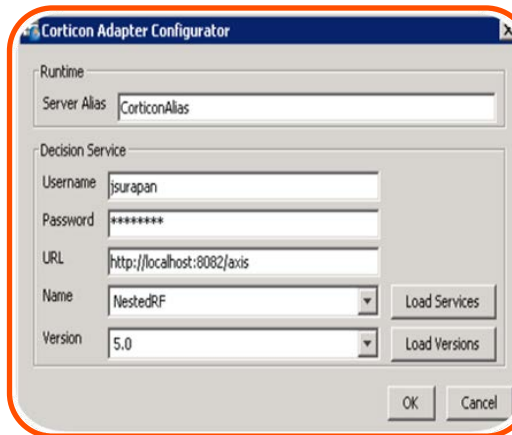 Corticon Adapter Configurator
Runtime
Server Alias CorticonAlias
Decision Service
Username jsurapan
Password ********
URL http://localhost:8082/axis
Name NestedRF Load Services
Version 5.0 Load Versions
OK Cancel